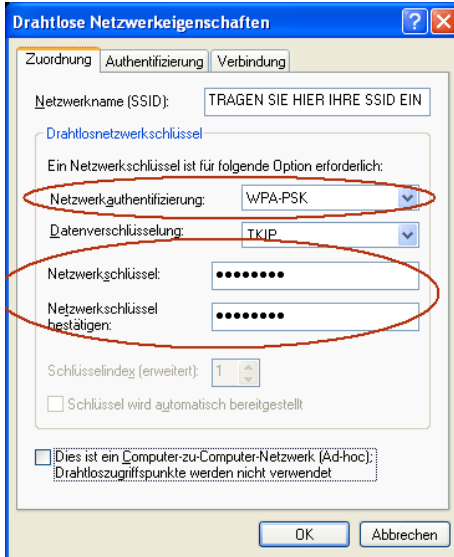 Drahtlose Netzwerkeigenschaften
Zuordnung Authentifizierung Verbindung
Netzwerkname (SSID): TRAGEN SIE HIER IHRE SSID EIN
Drahtlosnetzwerkschlüssel
Ein Netzwerkschlüssel ist für folgende Option erforderlich:
Netzwerkauthentifizierung: WPA-PSK
Datenverschlüsselung: TKIP
Netzwerkschlüssel: ••••••••
Netzwerkschlüssel
bestätigen: ••••••••
Schlüsselindex (erweitert): 1
Schlüssel wird automatisch bereitgestellt
Dies ist ein Computer-zu-Computer-Netzwerk (Ad-hoc);
Drahtloszugriffspunkte werden nicht verwendet
OK Abbrechen